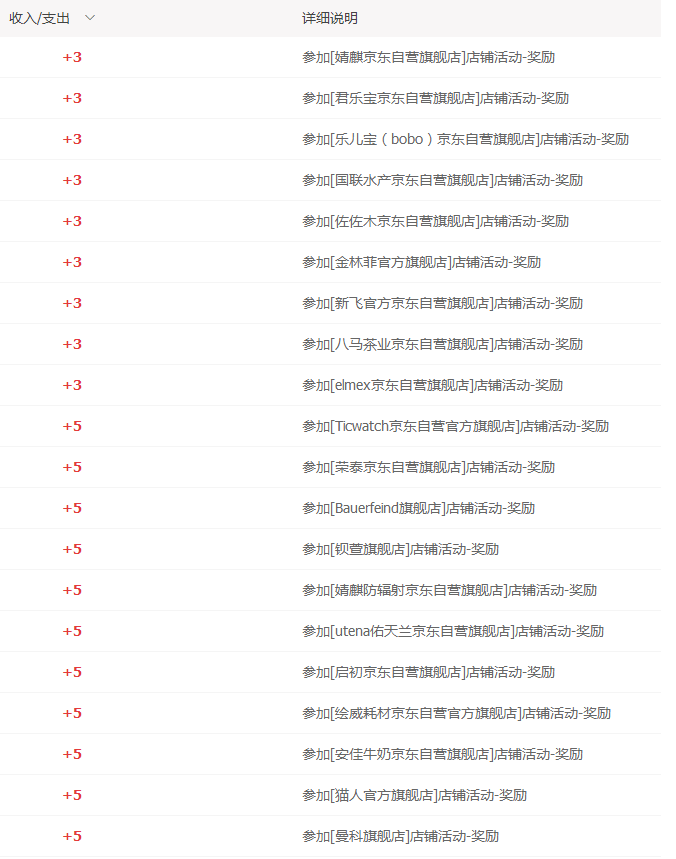 收入/支出 详细说明
+3 参加[婧麒京东自营旗舰店]店铺活动-奖励
+3 参加[君乐宝京东自营旗舰店]店铺活动-奖励
+3 参加[乐儿宝（bobo）京东自营旗舰店]店铺活动-奖励
+3 参加[国联水产京东自营旗舰店]店铺活动-奖励
+3 参加[佐佐木京东自营旗舰店]店铺活动-奖励
+3 参加[金林菲官方旗舰店]店铺活动-奖励
+3 参加[新飞官方京东自营旗舰店]店铺活动-奖励
+3 参加[八马茶业京东自营旗舰店]店铺活动-奖励
+3 参加[elmex京东自营旗舰店]店铺活动-奖励
+5 参加[Ticwatch京东自营官方旗舰店]店铺活动-奖励
+5 参加[荣泰京东自营旗舰店]店铺活动-奖励
+5 参加[Bauerfeind旗舰店]店铺活动-奖励
+5 参加[钡萱旗舰店]店铺活动-奖励
+5 参加[婧麒防辐射京东自营旗舰店]店铺活动-奖励
+5 参加[utena佑天兰京东自营旗舰店]店铺活动-奖励
+5 参加[启初京东自营旗舰店]店铺活动-奖励
+5 参加[绘威耗材京东自营官方旗舰店]店铺活动-奖励
+5 参加[安佳牛奶京东自营旗舰店]店铺活动-奖励
+5 参加[猫人官方旗舰店]店铺活动-奖励
+5 参加[曼科旗舰店]店铺活动-奖励